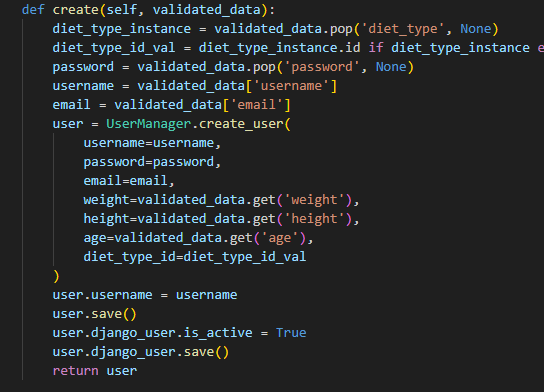 def create(self, validated_data):
    diet_type_instance = validated_data.pop('diet_type', None)
    diet_type_id_val = diet_type_instance.id if diet_type_instance e
    password = validated_data.pop('password', None)
    username = validated_data['username']
    email = validated_data['email']
    user = UserManager.create_user(
        username=username,
        password=password,
        email=email,
        weight=validated_data.get('weight'),
        height=validated_data.get('height'),
        age=validated_data.get('age'),
        diet_type_id=diet_type_id_val
    )
    user.username = username
    user.save()
    user.django_user.is_active = True
    user.django_user.save()
    return user